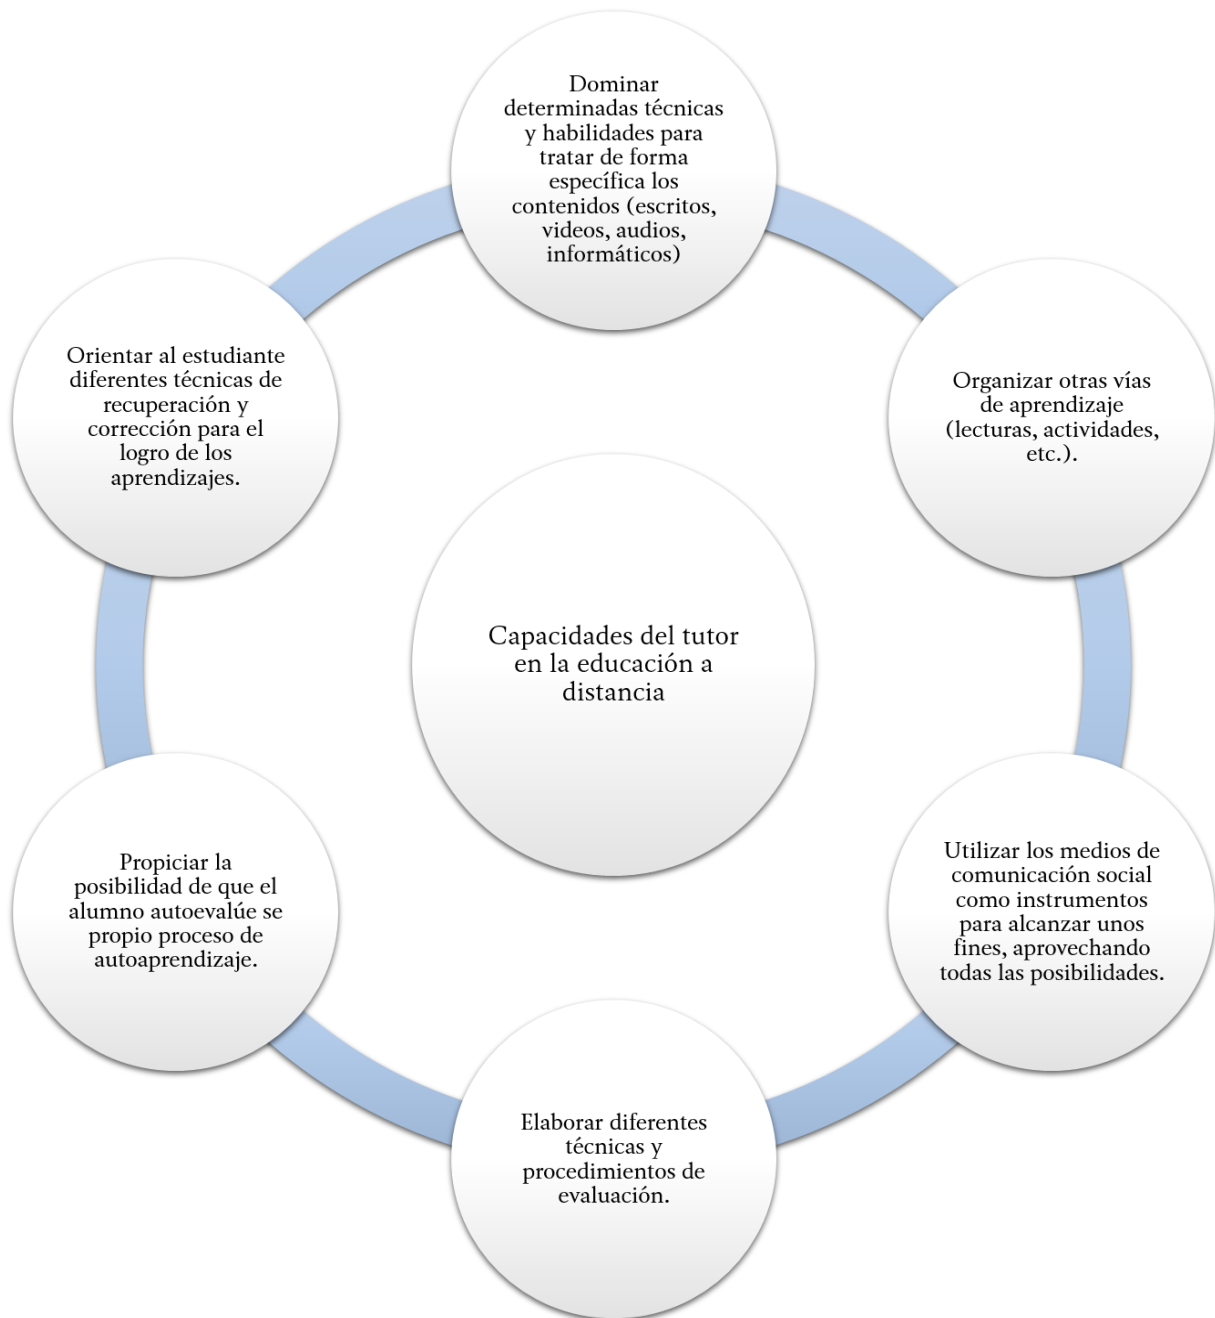 Dominar
determinadas técnicas
y habilidades para
tratar de forma
específica los
contenidos (escritos,
videos, audios,
informáticos)
Organizar otras vías
de aprendizaje
(lecturas, actividades,
etc.).
Utilizar los medios de
comunicación social
como instrumentos
para alcanzar unos
fines, aprovechando
todas las posibilidades.
Elaborar diferentes
técnicas y
procedimientos de
evaluación.
Propiciar la
posibilidad de que el
alumno autoevalúe se
propio proceso de
autoaprendizaje.
Orientar al estudiante
diferentes técnicas de
recuperación y
corrección para el
logro de los
aprendizajes.
Capacidades del tutor
en la educación a
distancia